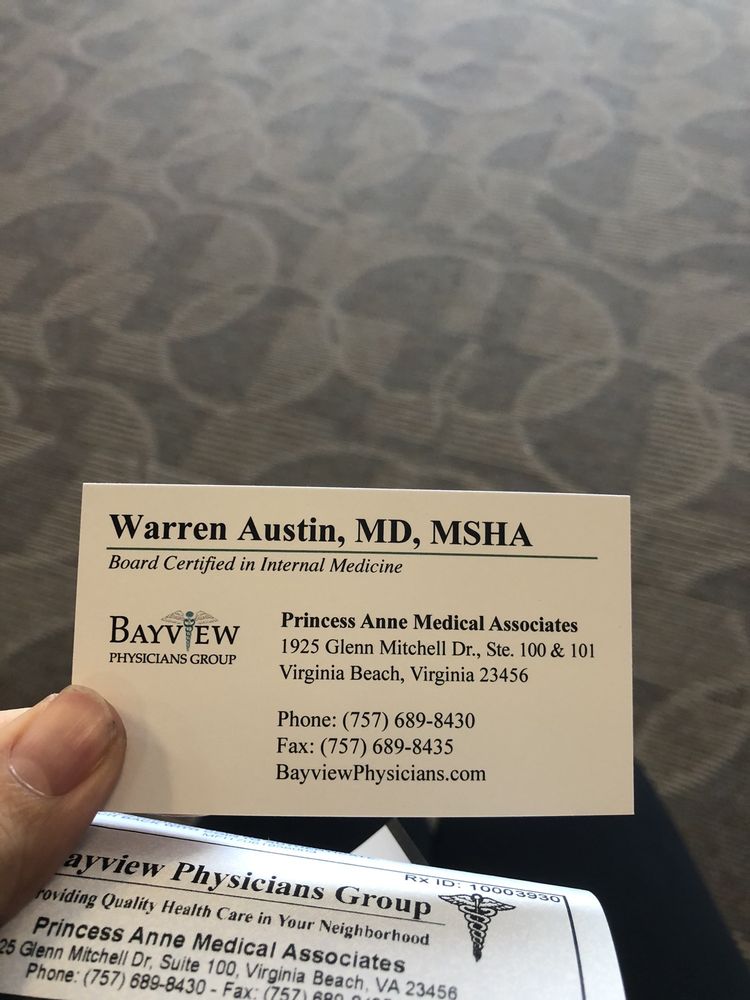 Warren Austin, MD, MSHA
Board Certified in Internal Medicine
BAYVIEW
PHYSICIANS GROUP
Princess Anne Medical Associates
1925 Glenn Mitchell Dr., Ste. 100 & 101
Virginia Beach, Virginia 23456
Phone: (757) 689-8430
Fax: (757) 689-8435
BayviewPhysicians.com
Rx ID: 10003930
ayview Physicians Group
roviding Quality Health Care in Your Neighborhood
Princess Anne Medical Associates
25 Glenn Mitchell Dr, Suite 100, Virginia Beach, VA 23456
Phone: (757) 689-8430 - Fax: (757)